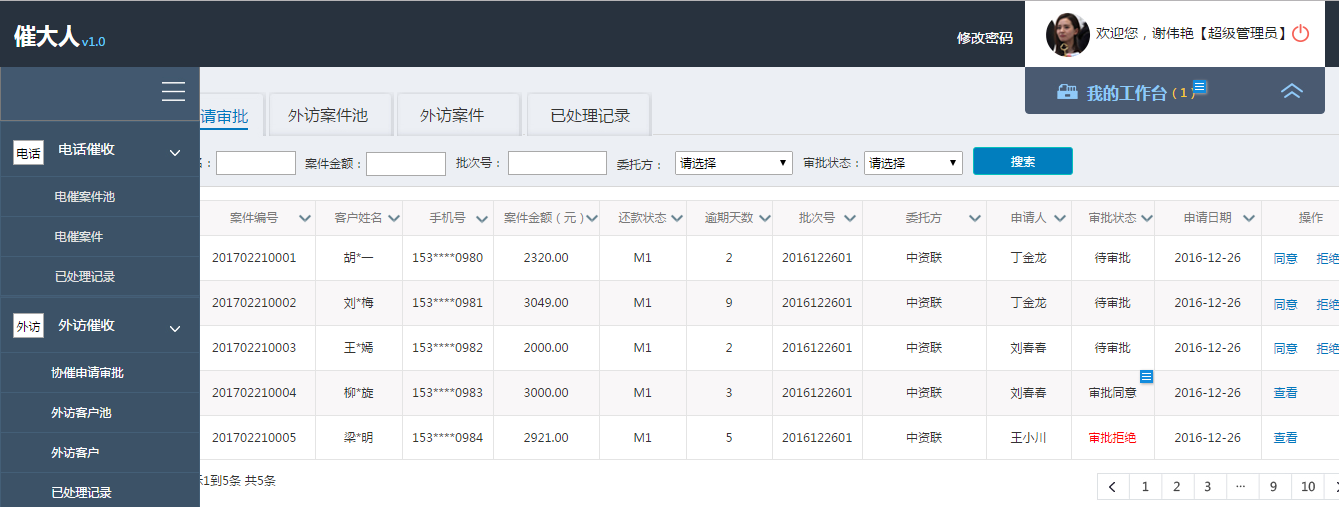 催大人 v1.0
修改密码
欢迎您，谢伟艳【超级管理员】
我的工作台（1）
请审批
外访案件池
外访案件
已处理记录
电话
电话催收
电催案件池
电催案件
已处理记录
外访
外访催收
协催申请审批
外访客户池
外访客户
已处理记录
： 案件金额： 批次号： 委托方： 请选择 审批状态： 请选择 搜索
案件编号 客户姓名 手机号 案件金额（元） 还款状态 逾期天数 批次号 委托方 申请人 审批状态 申请日期 操作
201702210001 胡*一 153****0980 2320.00 M1 2 2016122601 中资联 丁金龙 待审批 2016-12-26 同意 拒绝
201702210002 刘*梅 153****0981 3049.00 M1 9 2016122601 中资联 丁金龙 待审批 2016-12-26 同意 拒绝
201702210003 王*嫣 153****0982 2000.00 M1 2 2016122601 中资联 刘春春 待审批 2016-12-26 同意 拒绝
201702210004 柳*旋 153****0983 3000.00 M1 3 2016122601 中资联 刘春春 审批同意 2016-12-26 查看
201702210005 梁*明 153****0984 2921.00 M1 5 2016122601 中资联 王小川 审批拒绝 2016-12-26 查看
示1到5条 共5条
1 2 3 ... 9 10